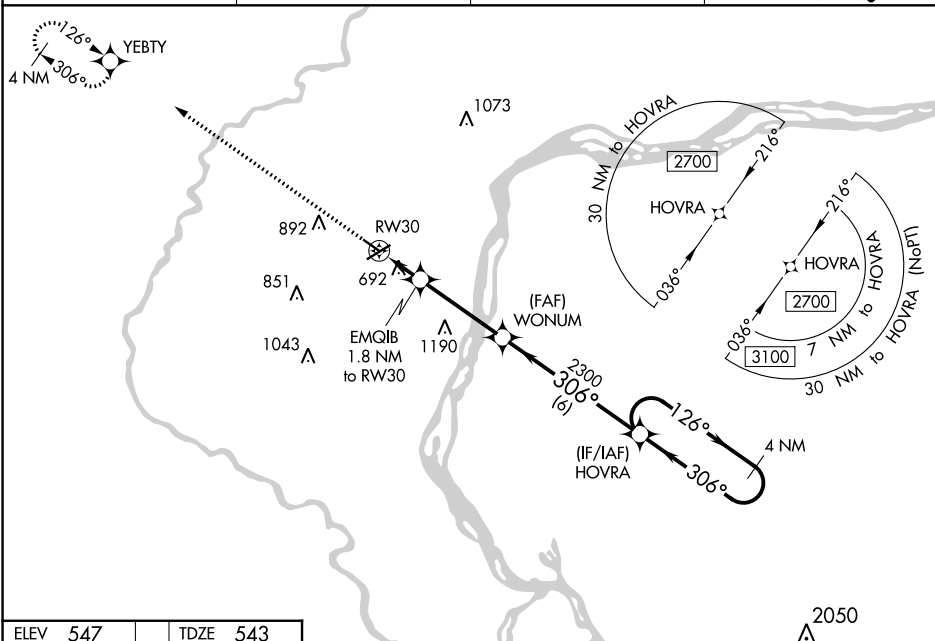 126°
YEBTY
306°
4 NM
1073
30 NM to HOVRA
2700
216°
HOVRA
036°
216°
HOVRA
2700
036°
3100
7 NM to HOVRA
30 NM to HOVRA (NoPT)
892
RW30
692
851
EMQIB
1.8 NM
to RW30
1043
1190
(FAF)
WONUM
2300
306°
(6)
126°
4 NM
306°
(IF/IAF)
HOVRA
2050
ELEV 547
TDZE 543